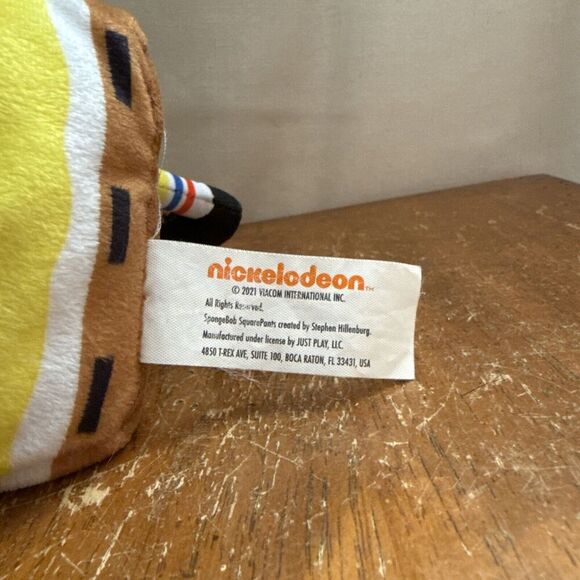 nickelodeon™
© 2021 VIACOM INTERNATIONAL INC.
All Rights Reserved.
SpongeBob SquarePants created by Stephen Hillenburg.
Manufactured under license by JUST PLAY, LLC.
4850 T-REX AVE, SUITE 100, BOCA RATON, FL 33431, USA